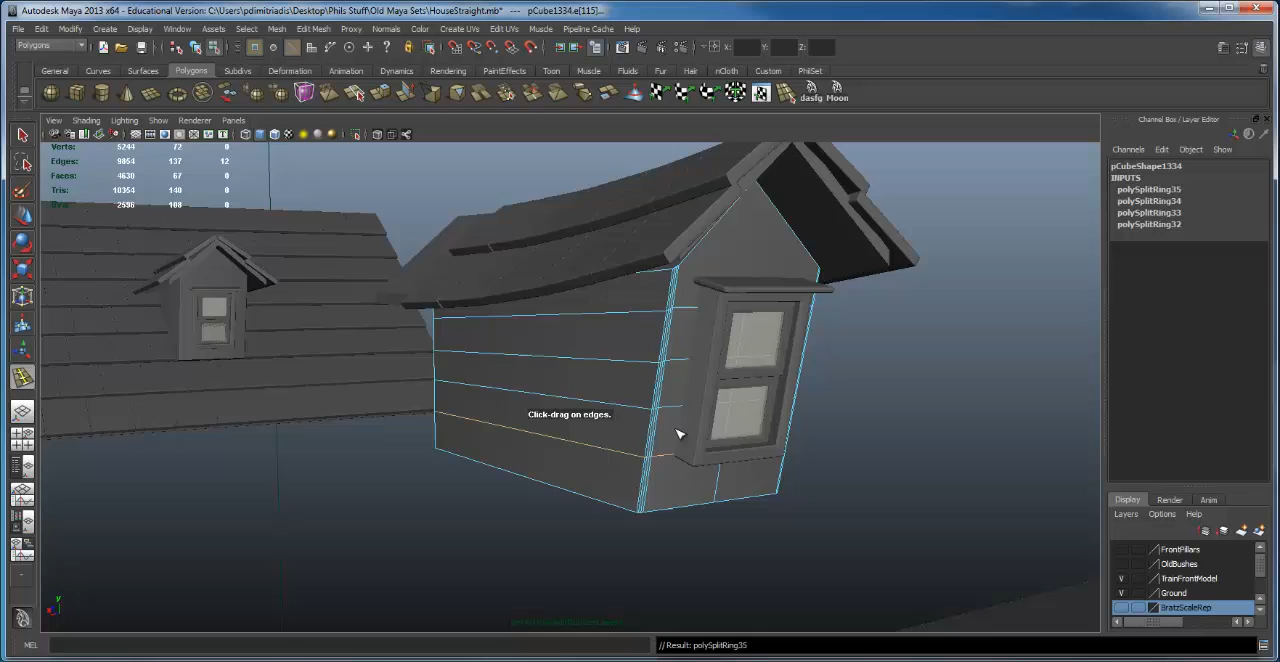 Autodesk Maya 2013 x64 - Educational Version: C:\Users\pdimitriadis\Desktop\Phils Stuff\Old Maya Sets\HouseStraight.mb* --- pCube1334.e[115]...
File Edit Modify Create Display Window Assets Select Mesh Edit Mesh Proxy Normals Color Create UVs Edit UVs Muscle Pipeline Cache Help
Polygons X: Y: Z:
General Curves Surfaces Polygons Subdivs Deformation Animation Dynamics Rendering PaintEffects Toon Muscle Fluids Fur Hair nCloth Custom PhilSet
dasfg Moon
View Shading Lighting Show Renderer Panels
Channel Box / Layer Editor
Channels Edit Object Show
Verts: 5244 72 0
Edges: 9854 137 12
Faces: 4630 67 0
Tris: 10354 140 0
2596 108 0
pCubeShape1334
INPUTS
polySplitRing35
polySplitRing34
polySplitRing33
polySplitRing32
Click-drag on edges.
Display Render Anim
Layers Options Help
FrontPillars
OldBushes
V TrainFrontModel
V Ground
BratzScaleRep
y
MEL // Result: polySplitRing35